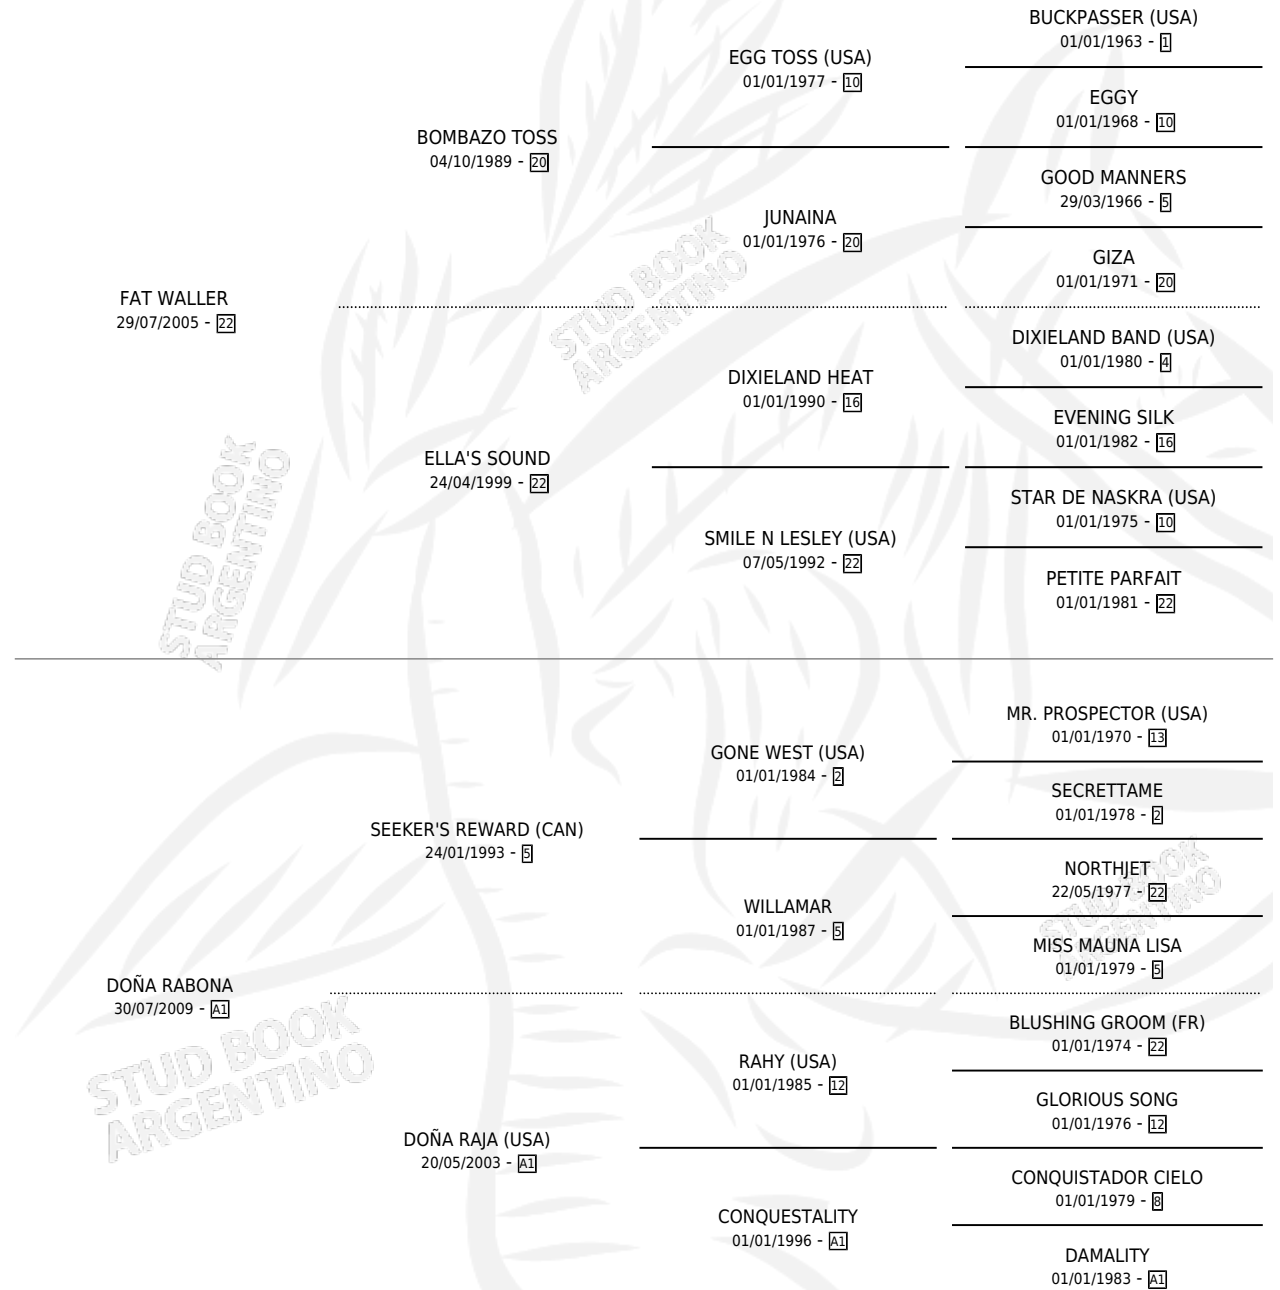 BUCKPASSER (USA)
01/01/1963 - 1
EGG TOSS (USA)
01/01/1977 - 10
EGGY
01/01/1968 - 10
BOMBAZO TOSS
04/10/1989 - 20
GOOD MANNERS
29/03/1966 - 5
JUNAINA
01/01/1976 - 20
GIZA
01/01/1971 - 20
FAT WALLER
29/07/2005 - 22
STUD BOOK
ARGENTINO
DIXIELAND BAND (USA)
01/01/1980 - 4
DIXIELAND HEAT
01/01/1990 - 16
EVENING SILK
01/01/1982 - 16
ELLA'S SOUND
24/04/1999 - 22
STAR DE NASKRA (USA)
01/01/1975 - 10
SMILE N LESLEY (USA)
07/05/1992 - 22
PETITE PARFAIT
01/01/1981 - 22
STUD BOOK
ARGENTINO
MR. PROSPECTOR (USA)
01/01/1970 - 13
GONE WEST (USA)
01/01/1984 - 2
SECRETTAME
01/01/1978 - 2
SEEKER'S REWARD (CAN)
24/01/1993 - 5
NORTHJET
22/05/1977 - 22
WILLAMAR
01/01/1987 - 5
MISS MAUNA LISA
01/01/1979 - 5
STUD BOOK
ARGENTINO
DOÑA RABONA
30/07/2009 - A1
BLUSHING GROOM (FR)
01/01/1974 - 22
RAHY (USA)
01/01/1985 - 12
GLORIOUS SONG
01/01/1976 - 12
STUD BOOK
ARGENTINO
DOÑA RAJA (USA)
20/05/2003 - A1
CONQUISTADOR CIELO
01/01/1979 - 8
CONQUESTALITY
01/01/1996 - A1
DAMALITY
01/01/1983 - A1